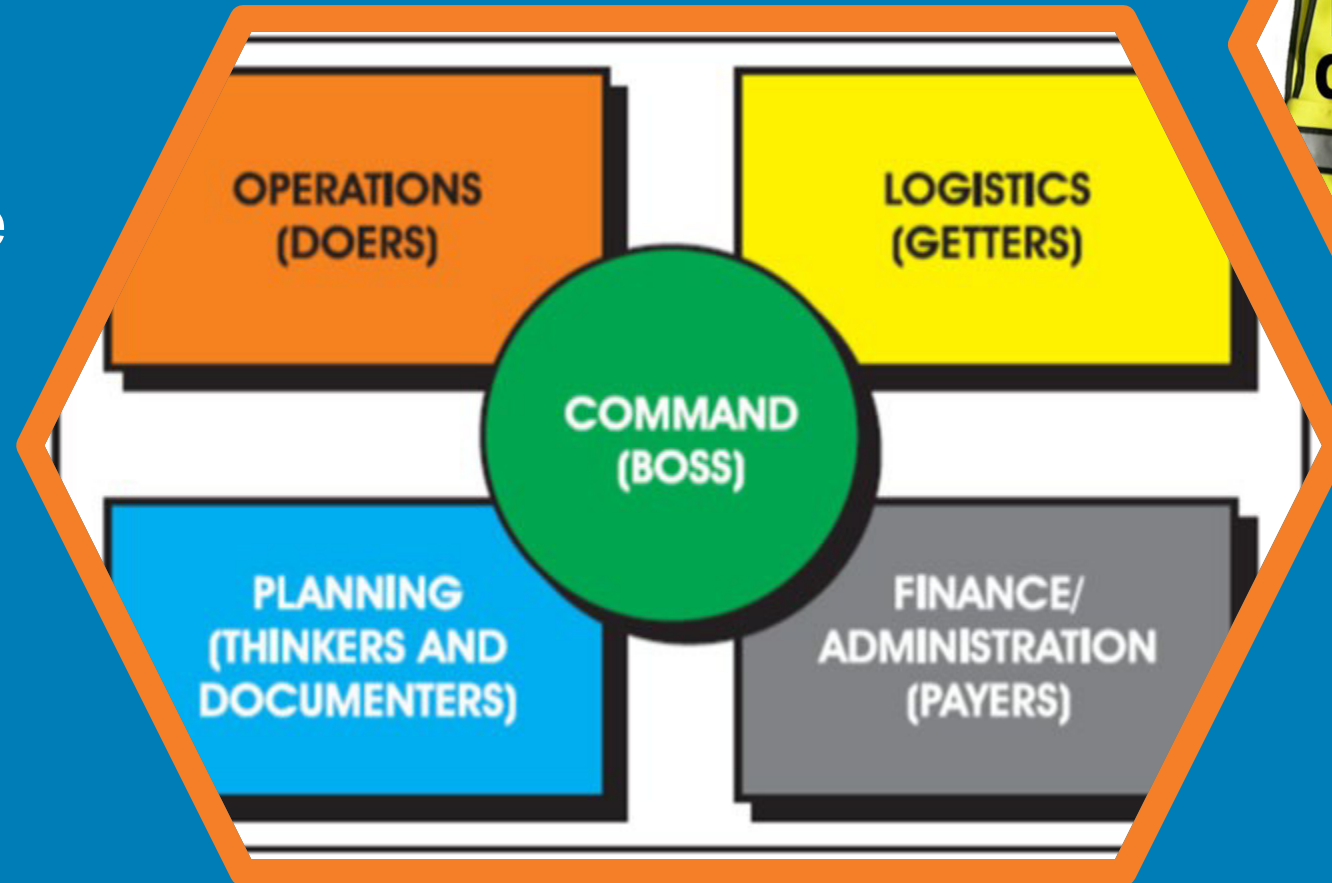 OPERATIONS
(DOERS)
LOGISTICS
(GETTERS)
COMMAND
(BOSS)
PLANNING
(THINKERS AND
DOCUMENTERS)
FINANCE/
ADMINISTRATION
(PAYERS)